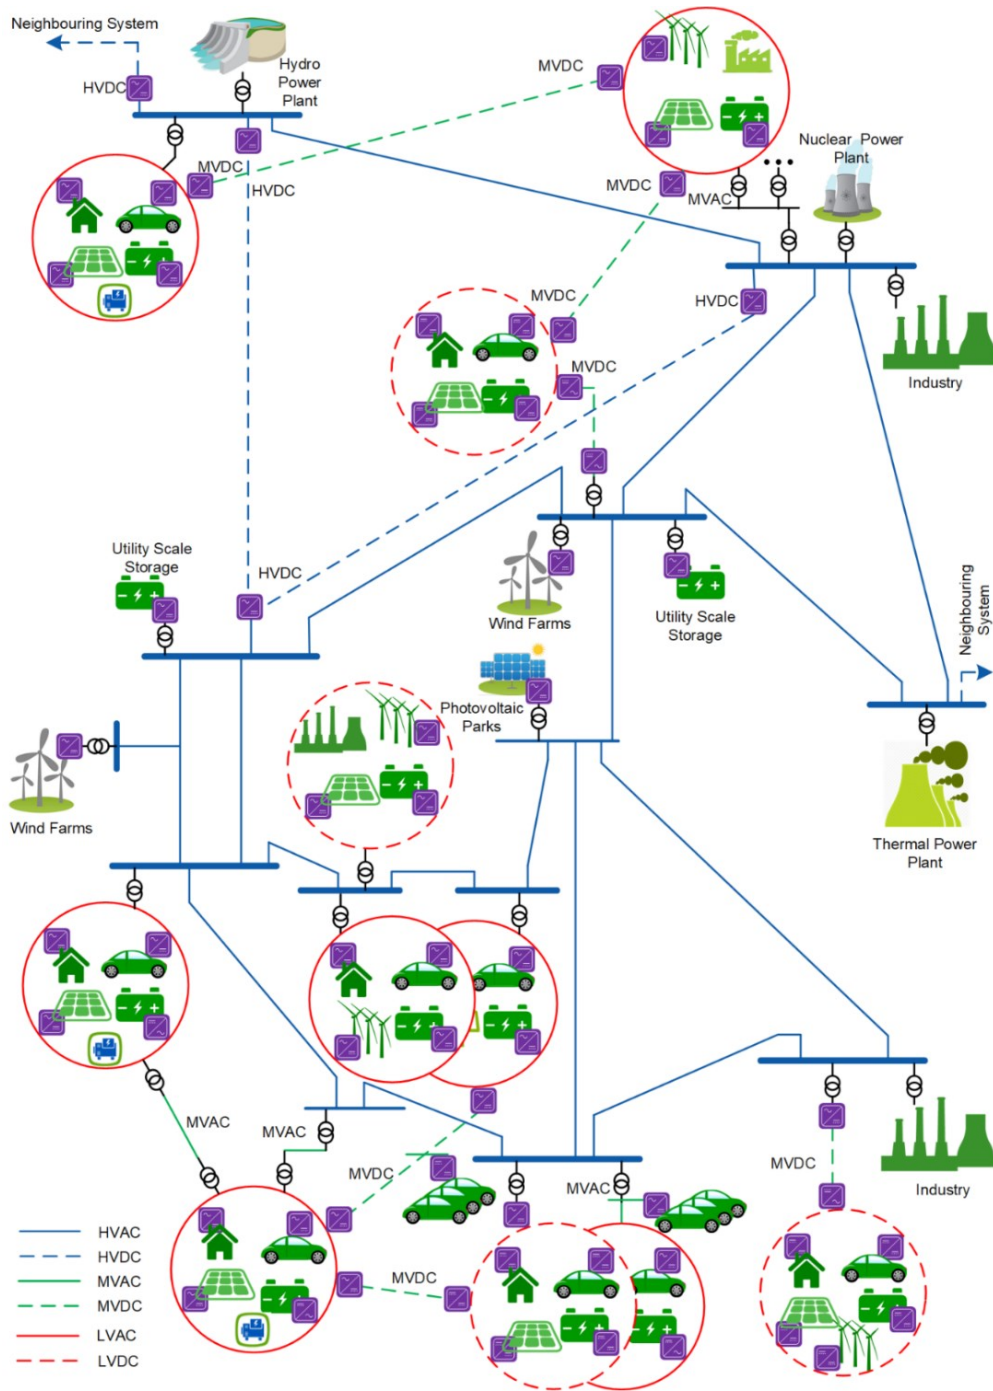 Neighbouring System
Hydro
Power
Plant
HVDC
MVDC
MVDC
HVDC
MVDC
MVAC
Nuclear Power
Plant
MVDC
HVDC
MVDC
Industry
Utility Scale
Storage
HVDC
Wind Farms
Utility Scale
Storage
Neighbouring
System
Photovoltaic
Parks
Wind Farms
Thermal Power
Plant
MVAC
MVAC
MVDC
MVAC
MVDC
Industry
MVDC
HVAC
HVDC
MVAC
MVDC
LVAC
LVDC